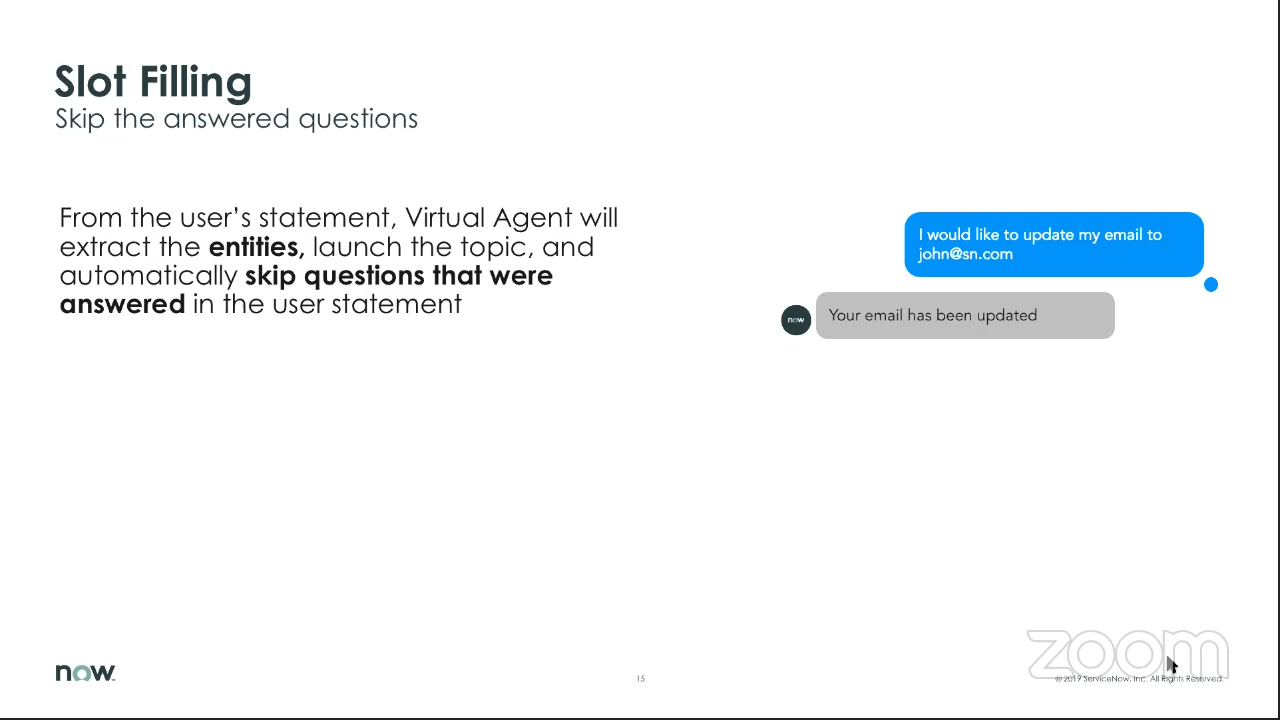 Slot Filling
Skip the answered questions
From the user’s statement, Virtual Agent will
extract the entities, launch the topic, and
automatically skip questions that were
answered in the user statement
I would like to update my email to
john@sn.com
now
Your email has been updated
now
15
zoom
© 2019 ServiceNow, Inc. All Rights Reserved.